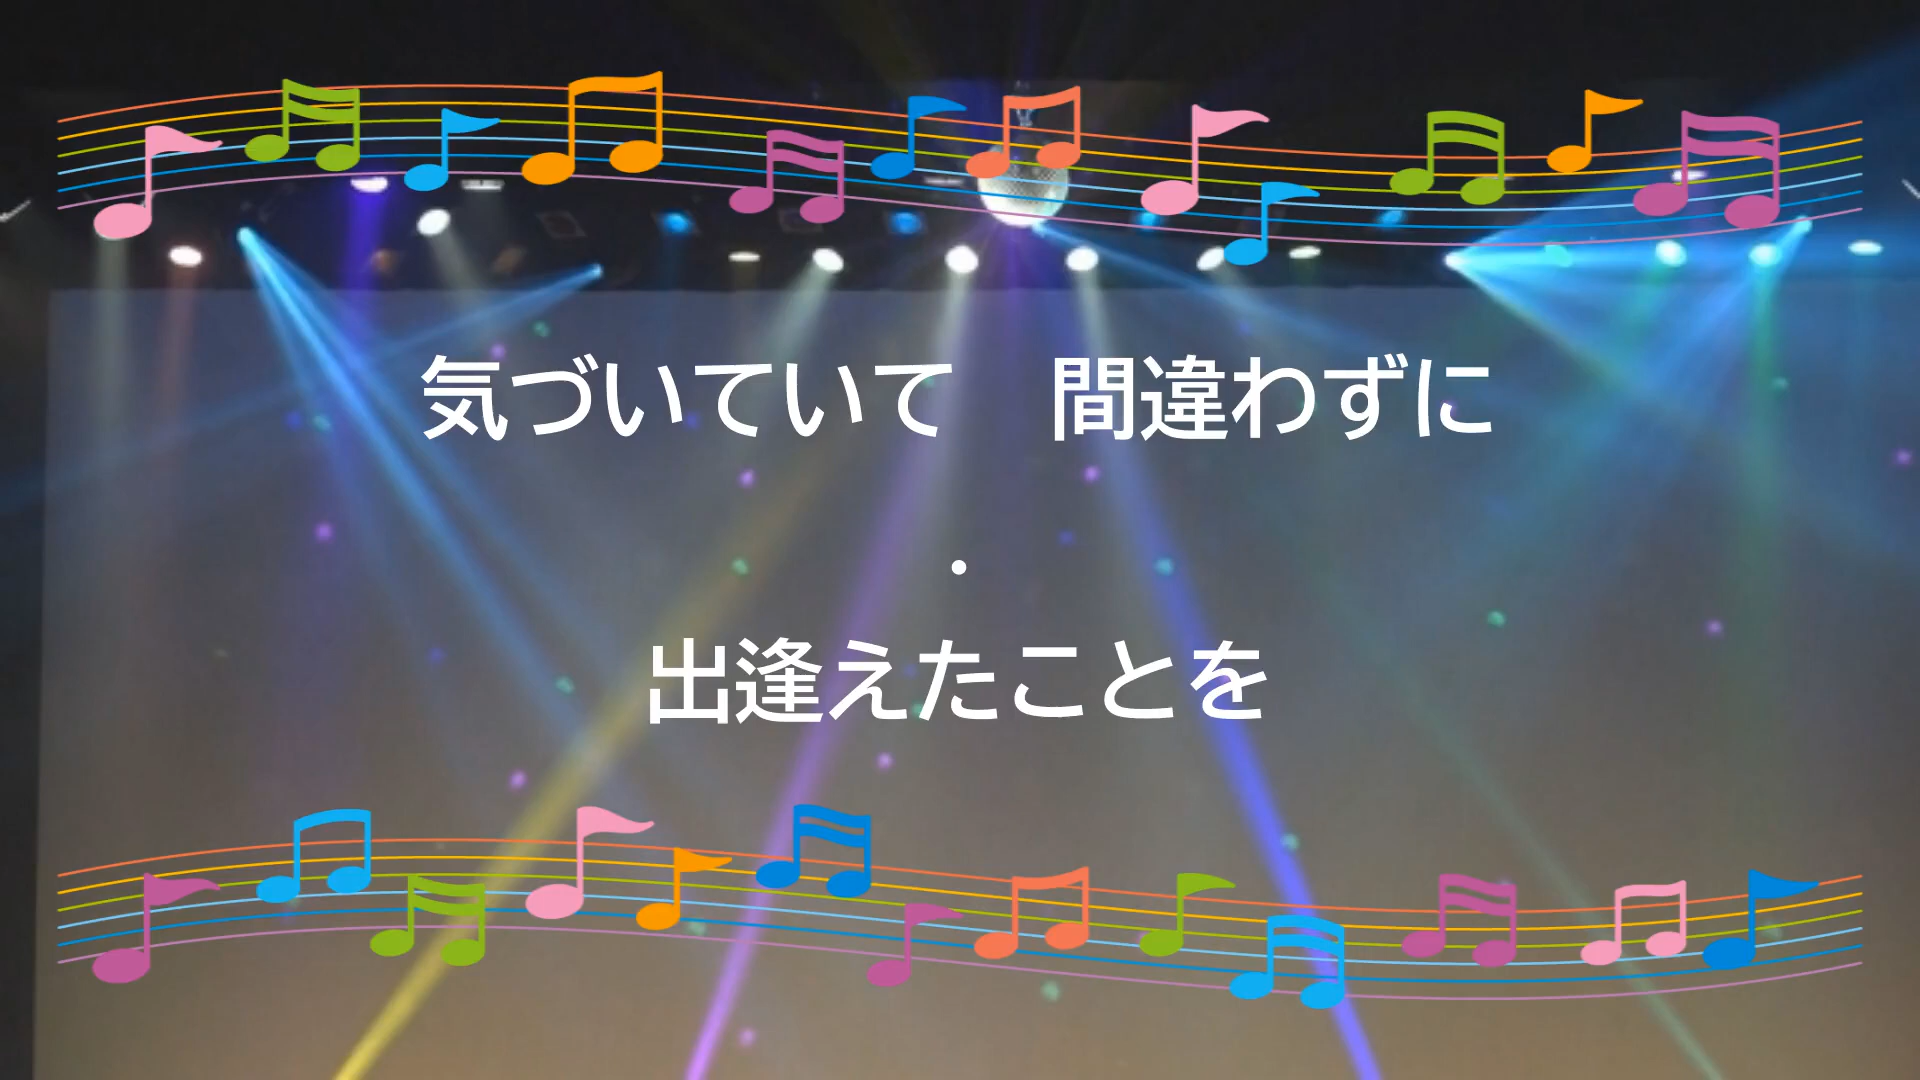 気づいていて　間違わずに
・
出逢えたことを